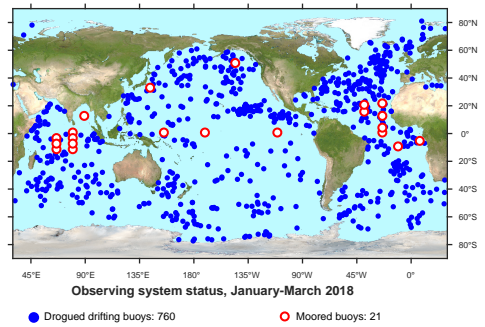 80°N
60°N
40°N
20°N
0°
20°S
40°S
60°S
80°S
45°E 90°E 135°E 180° 135°W 90°W 45°W 0°
Observing system status, January-March 2018
Drogued drifting buoys: 760 Moored buoys: 21